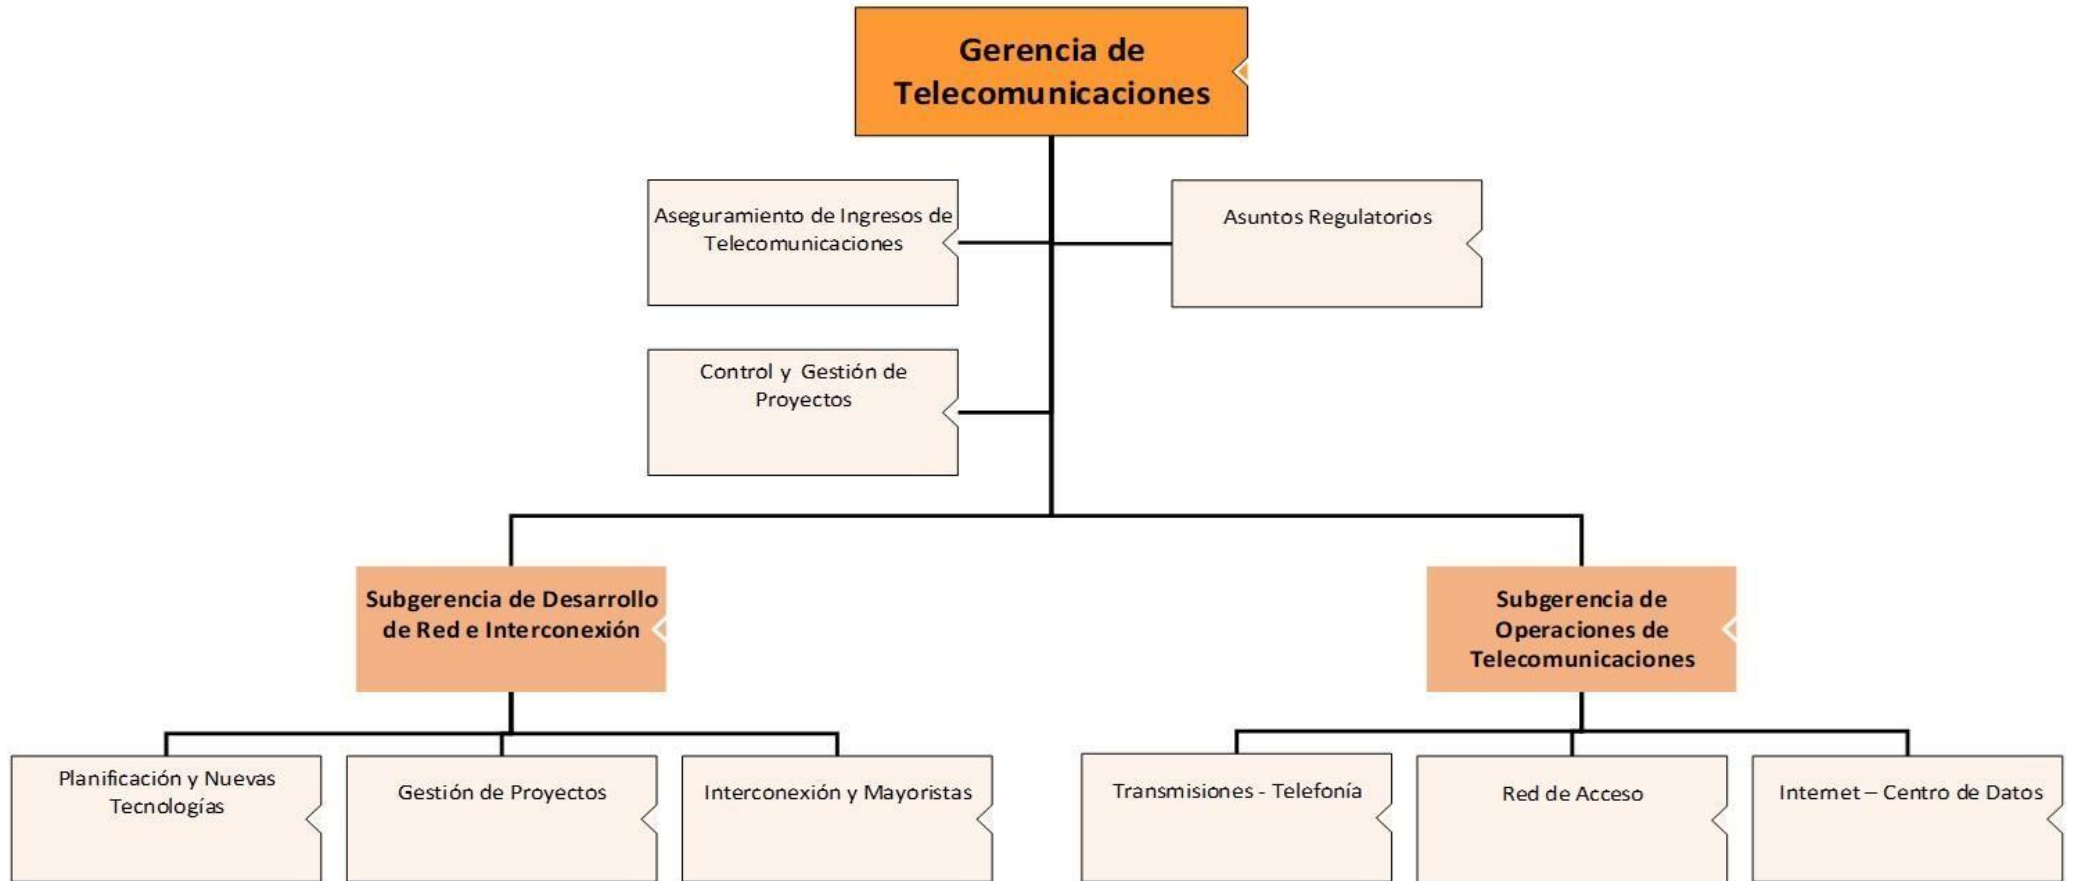 Gerencia de
Telecomunicaciones
Aseguramiento de Ingresos de
Telecomunicaciones
Asuntos Regulatorios
Control y Gestión de
Proyectos
Subgerencia de Desarrollo
de Red e Interconexión
Subgerencia de
Operaciones de
Telecomunicaciones
Planificación y Nuevas
Tecnologías
Gestión de Proyectos
Interconexión y Mayoristas
Transmisiones - Telefonía
Red de Acceso
Internet – Centro de Datos